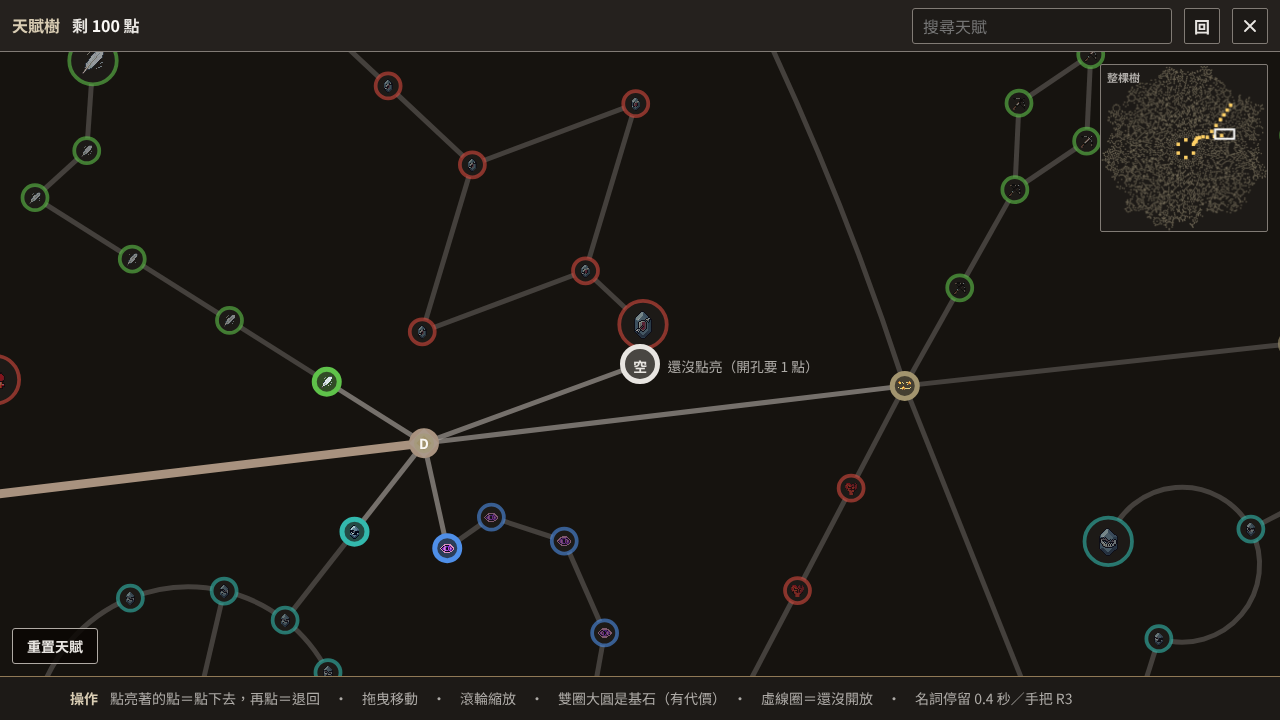 天賦樹 剩 100 點
搜尋天賦
回 ✕
整棵樹
空 還沒點亮（開孔要 1 點）
D
重置天賦
操作 點亮著的點＝點下去，再點＝退回 • 拖曳移動 • 滾輪縮放 • 雙圈大圓是基石（有代價） • 虛線圈＝還沒開放 • 名詞停留 0.4 秒／手把 R3